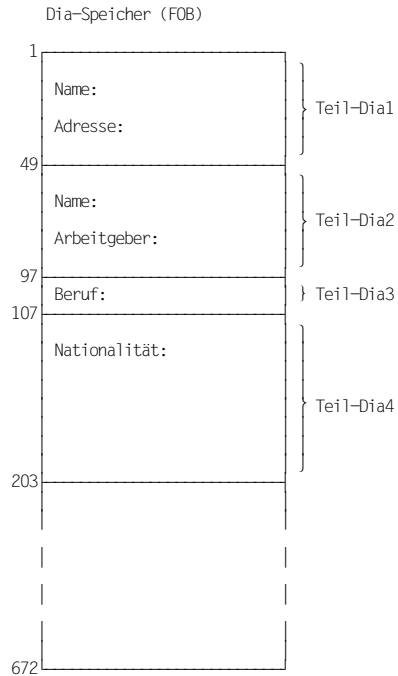 Dia-Speicher (FOB)
1
Name:
Teil-Dia1
Adresse:
49
Name:
Teil-Dia2
Arbeitgeber:
97
Beruf: Teil-Dia3
107
Nationalität:
Teil-Dia4
203
672